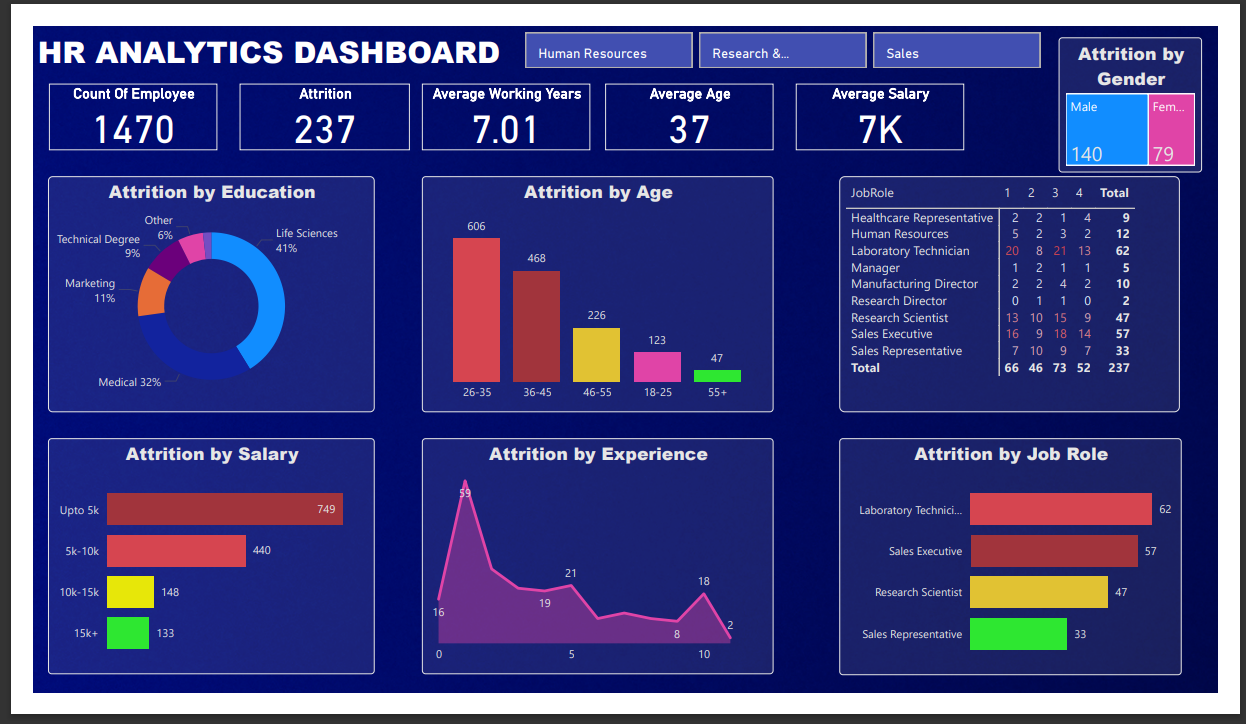 HR ANALYTICS DASHBOARD
Human Resources
Research &...
Sales
Attrition by
Gender
Male
Fem...
140
79
Count Of Employee
1470
Attrition
237
Average Working Years
7.01
Average Age
37
Average Salary
7K
Attrition by Education
Other
6%
Technical Degree
9%
Marketing
11%
Life Sciences
41%
Medical 32%
Attrition by Age
606
468
226
123
47
26-35 36-45 46-55 18-25 55+
JobRole 1 2 3 4 Total
Healthcare Representative 2 2 1 4 9
Human Resources 5 2 3 2 12
Laboratory Technician 20 8 21 13 62
Manager 1 2 1 1 5
Manufacturing Director 2 2 4 2 10
Research Director 0 1 1 0 2
Research Scientist 13 10 15 9 47
Sales Executive 16 9 18 14 57
Sales Representative 7 10 9 7 33
Total 66 46 73 52 237
Attrition by Salary
Upto 5k 749
5k-10k 440
10k-15k 148
15k+ 133
Attrition by Experience
59
16
19
21
8
18
2
0 5 10
Attrition by Job Role
Laboratory Technici... 62
Sales Executive 57
Research Scientist 47
Sales Representative 33